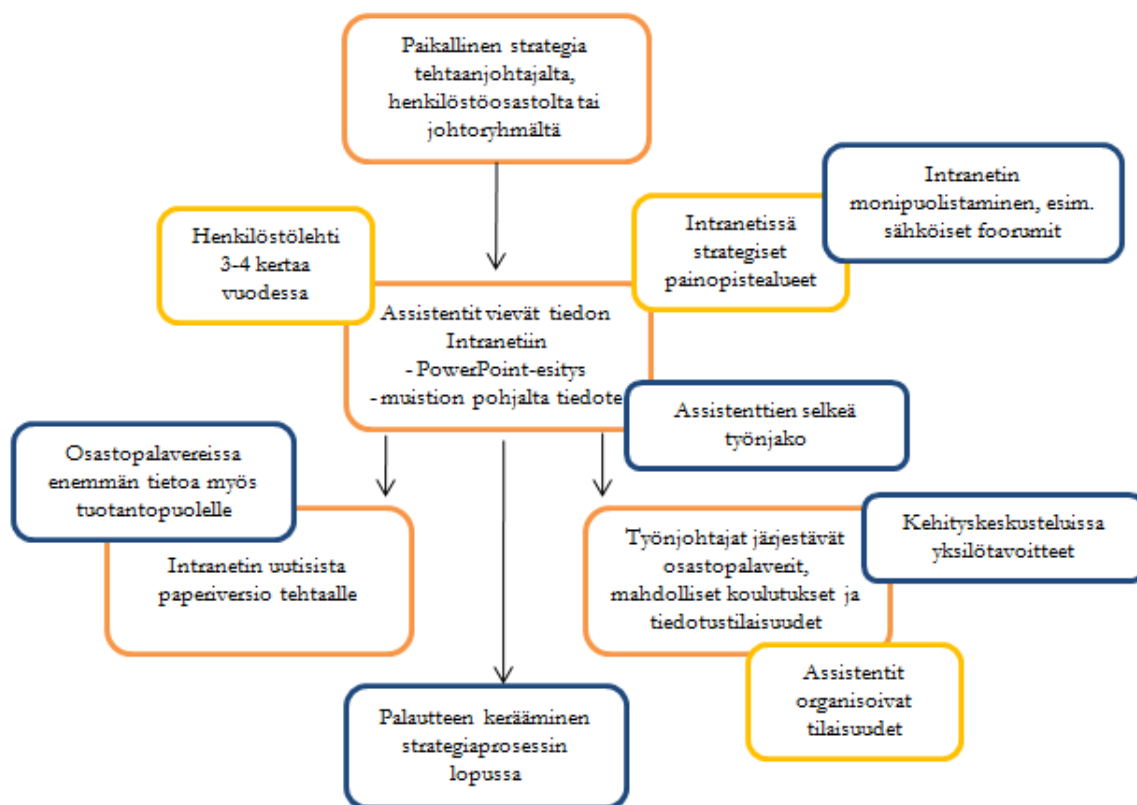 Paikallinen strategia
tehtaanjohtajalta,
henkilöstöosastolta tai
johtoryhmältä
Intranetin
monipuolistaminen, esim.
sähköiset foorumit
Henkilöstölehti
3-4 kertaa
vuodessa
Intranetissä
strategiset
painopistealueet
Assistentit vievät tiedon
Intranetiin
- PowerPoint-esitys
- muistion pohjalta tiedote
Assistenttien selkeä
työnjako
Osastopalavereissa
enemmän tietoa myös
tuotantopuolelle
Intranetin uutisista
paperiversio tehtaalle
Työnjohtajat järjestävät
osastopalaverit,
mahdolliset koulutukset ja
tiedotustilaisuudet
Kehityskeskusteluissa
yksilötavoitteet
Assistentit
organisoivat
tilaisuudet
Palautteen kerääminen
strategiaprosessin
lopussa